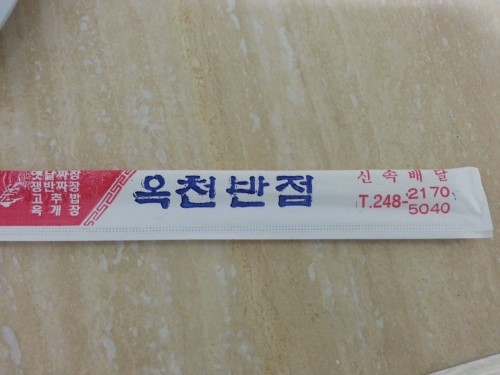 옛날짜장
쟁반짜장
고추밥
육개장
옥천반점
신속배달
T.248-2170
5040